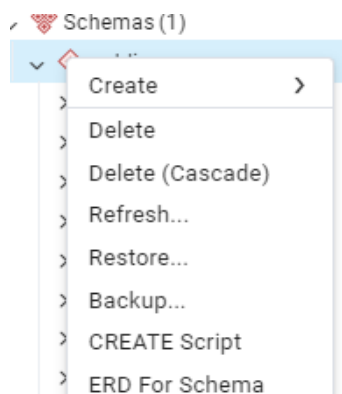 Schemas (1)
Create
Delete
Delete (Cascade)
Refresh...
Restore...
Backup...
CREATE Script
ERD For Schema